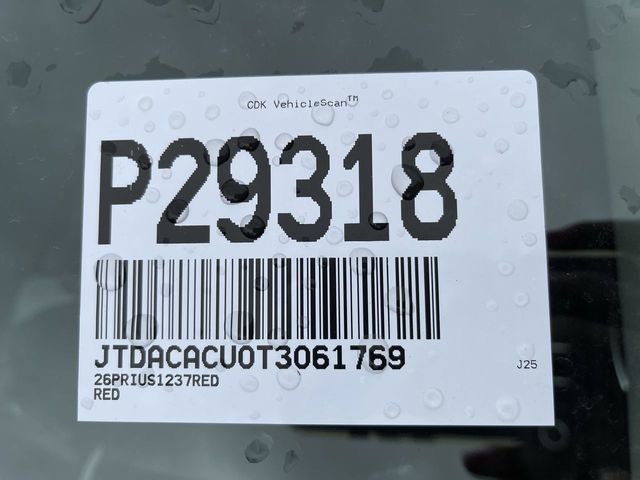 CDK VehicleScan™
P29318
JTDACACU0T3061769
26PRIUS1237RED
RED
J25